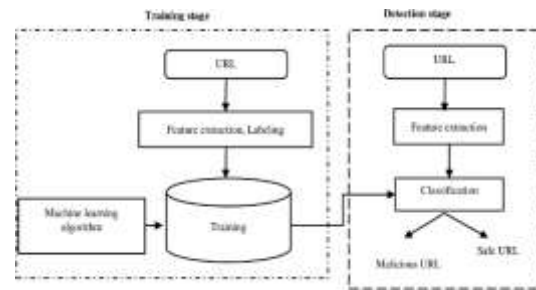 Training stage
Detection stage
URL
URL
Feature extraction, Labeling
Feature extraction
Machine learning
algorithm
Training
Classification
Malicious URL
Safe URL